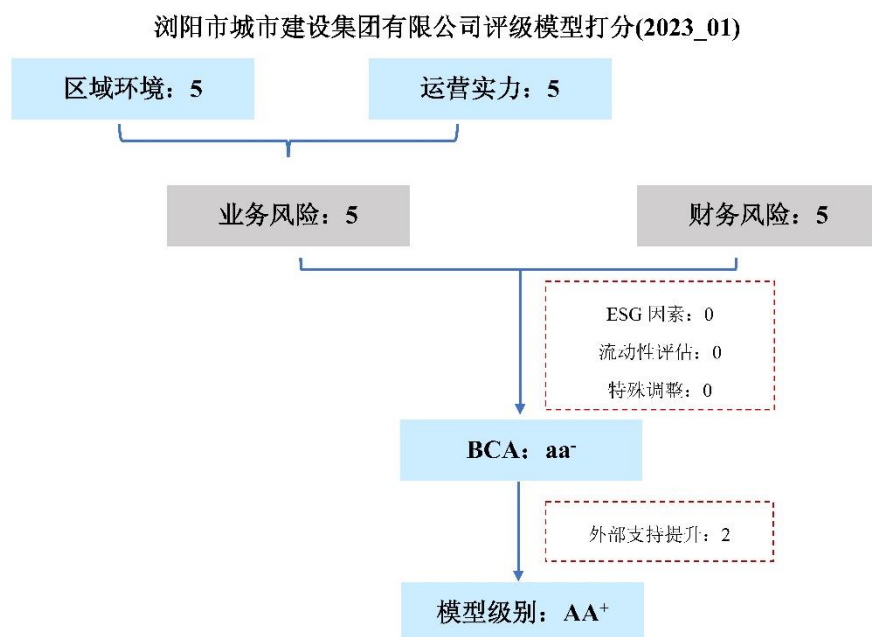 浏阳市城市建设集团有限公司评级模型打分(2023_01)
区域环境：5
运营实力：5
业务风险：5
财务风险：5
ESG 因素：0
流动性评估：0
特殊调整：0
BCA：aa⁻
外部支持提升：2
模型级别：AA⁺